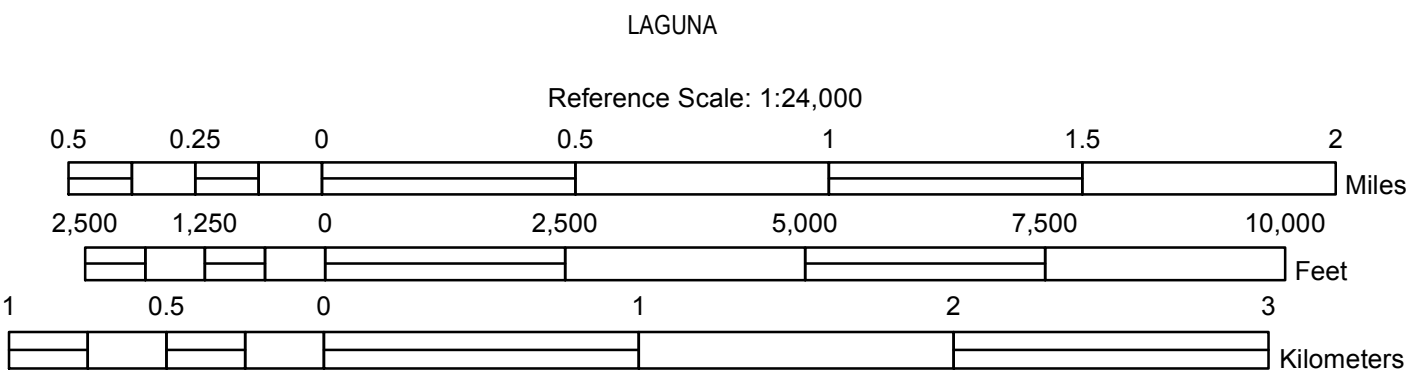 LAGUNA
Reference Scale: 1:24,000
0.5 0.25 0 0.5 1 1.5 2
Miles
2,500 1,250 0 2,500 5,000 7,500 10,000
Feet
1 0.5 0 1 2 3
Kilometers